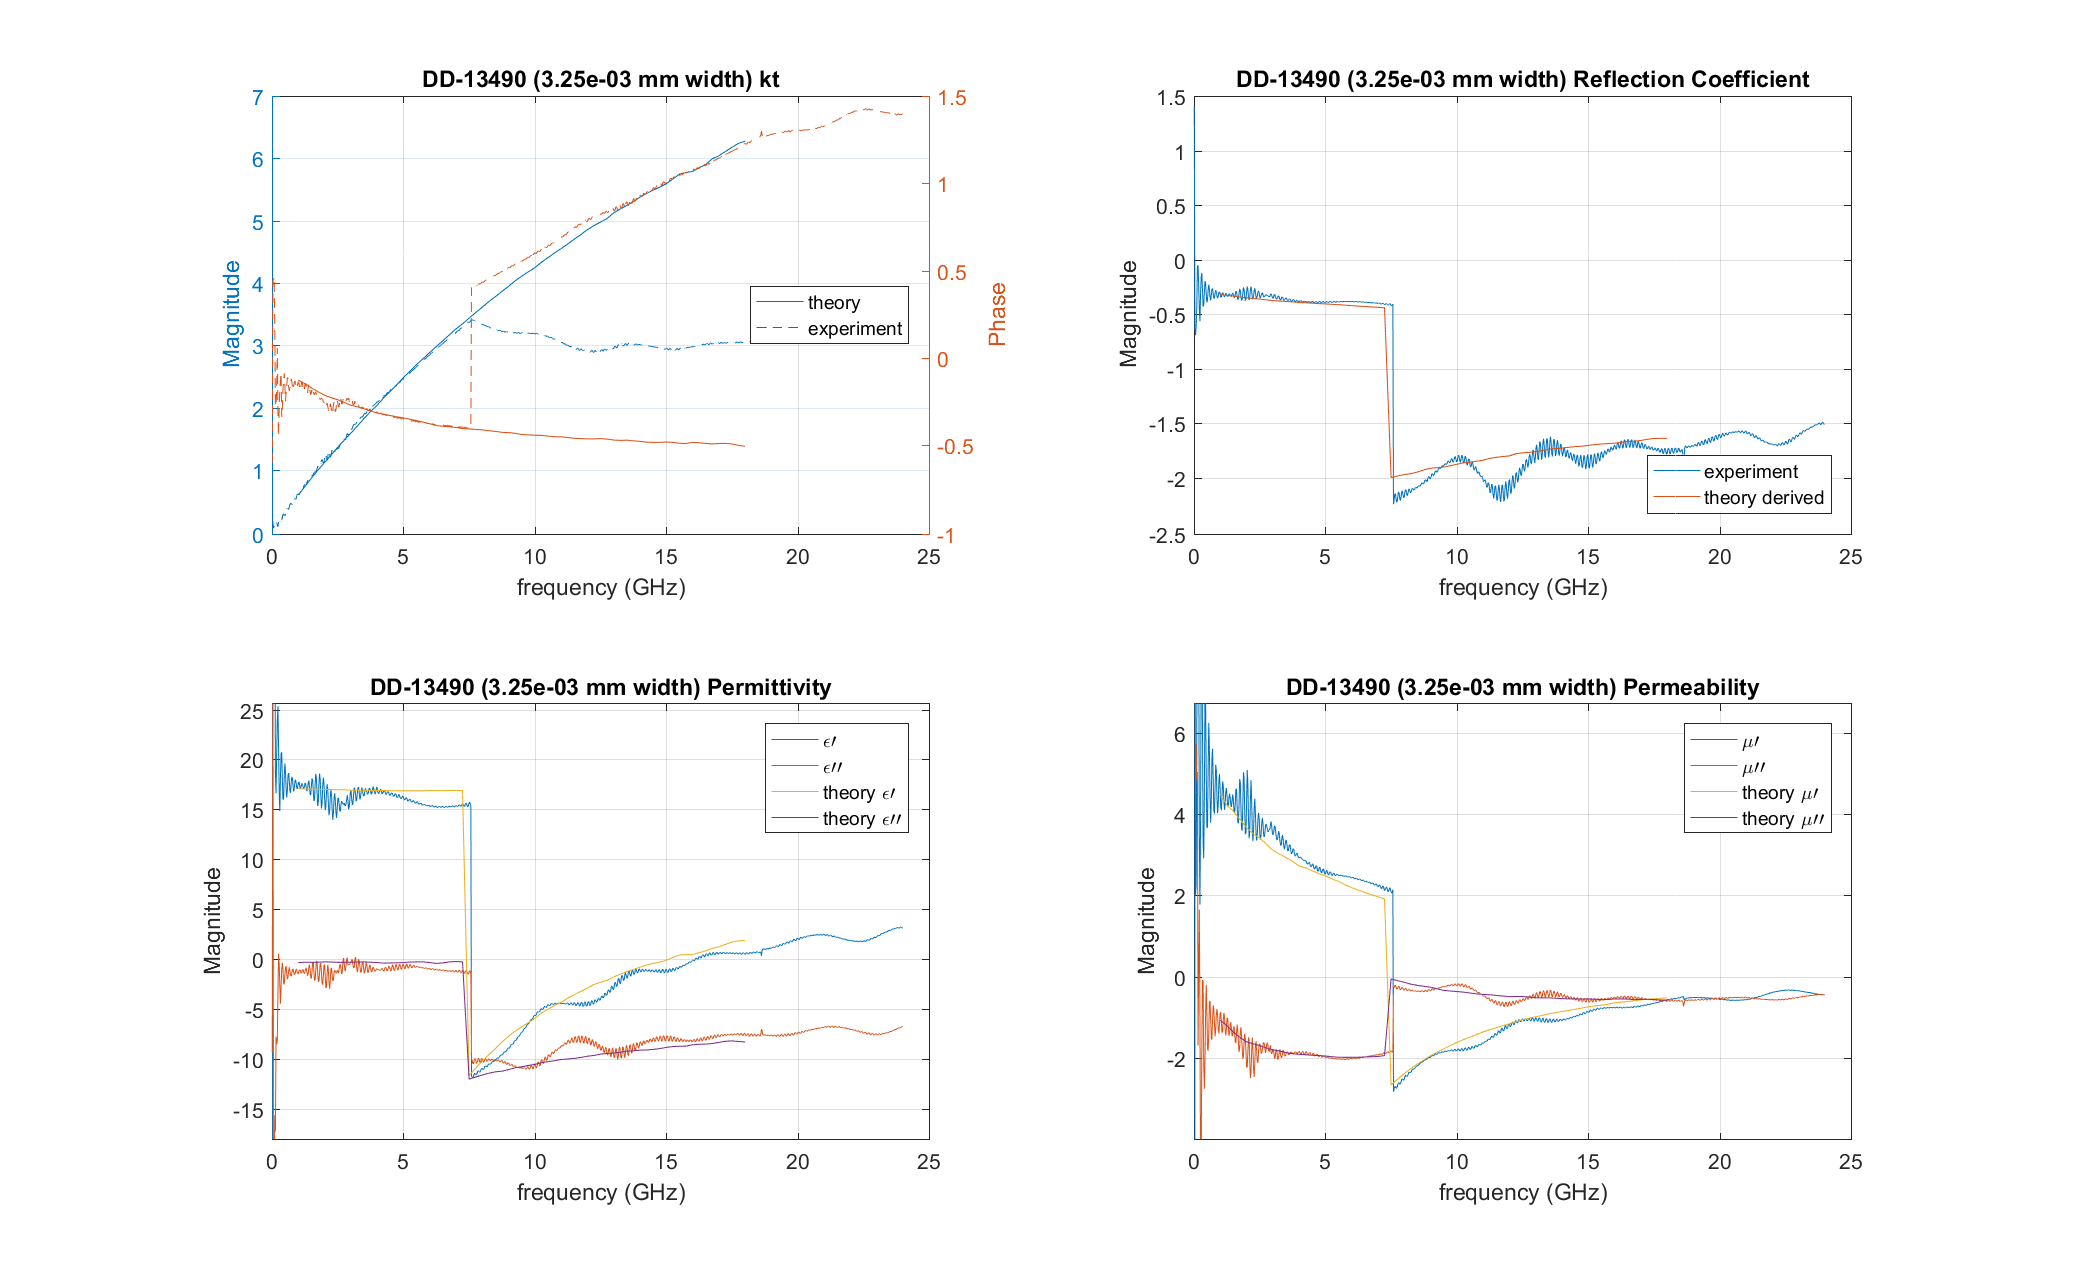 DD-13490 (3.25e-03 mm width) kt
7
6
5
4
3
2
1
0
Magnitude
1.5
1
0.5
0
-0.5
-1
Phase
theory
experiment
0 5 10 15 20 25
frequency (GHz)
DD-13490 (3.25e-03 mm width) Reflection Coefficient
1.5
1
0.5
0
-0.5
-1
-1.5
-2
-2.5
Magnitude
experiment
theory derived
0 5 10 15 20 25
frequency (GHz)
DD-13490 (3.25e-03 mm width) Permittivity
25
20
15
10
5
0
-5
-10
-15
Magnitude
ϵ′
ϵ′′
theory ϵ′
theory ϵ′′
0 5 10 15 20 25
frequency (GHz)
DD-13490 (3.25e-03 mm width) Permeability
6
4
2
0
-2
Magnitude
μ′
μ′′
theory μ′
theory μ′′
0 5 10 15 20 25
frequency (GHz)